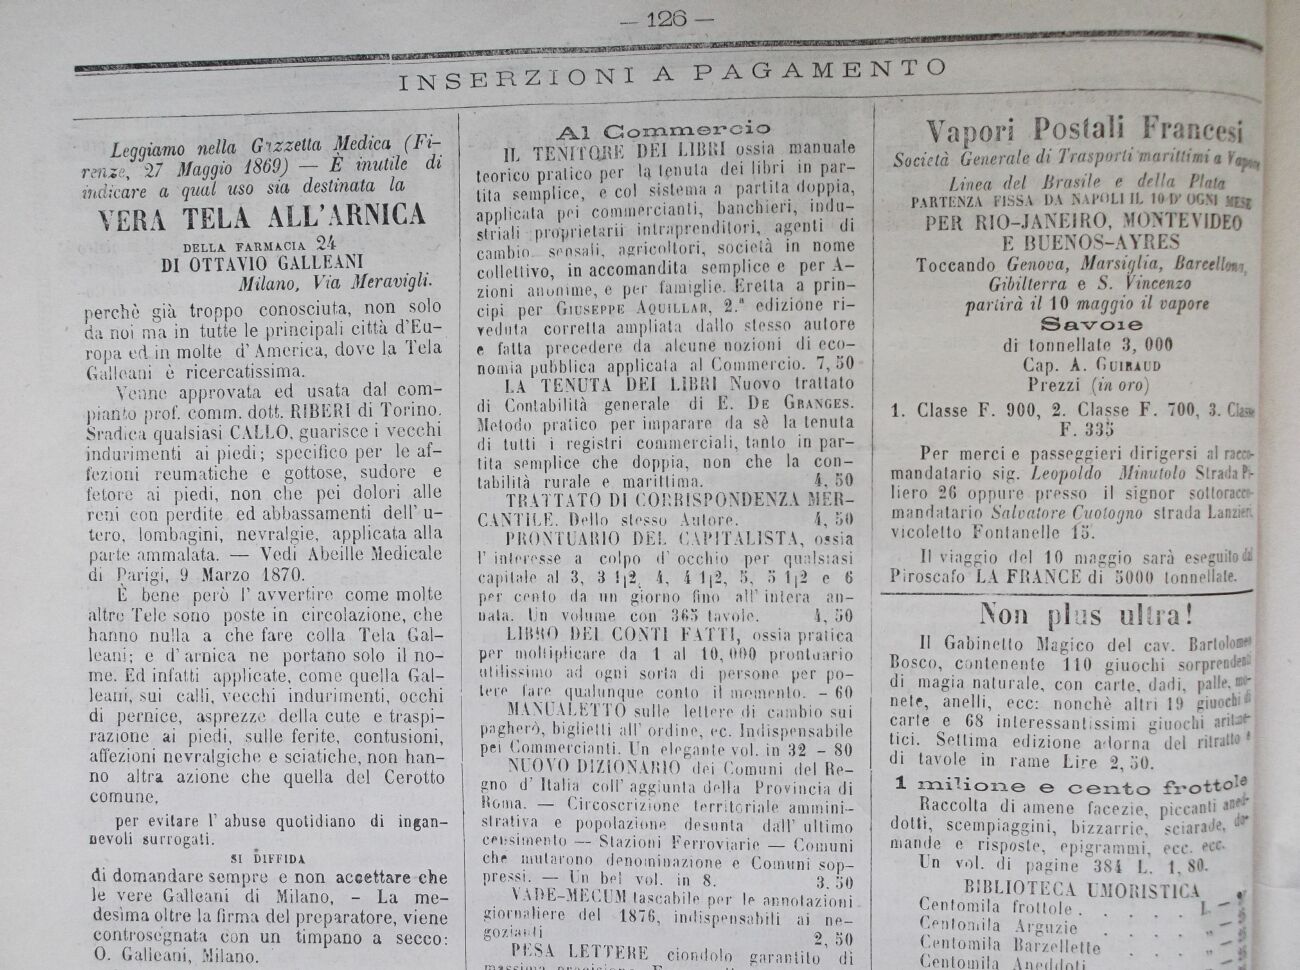 — 126 —
INSERZIONI A PAGAMENTO
Leggiamo nella Gazzetta Medica (Fi-
renze, 27 Maggio 1869) — È inutile di
indicare a qual uso sia destinata la
VERA TELA ALL'ARNICA
DELLA FARMACIA 24
DI OTTAVIO GALLEANI
Milano, Via Meravigli.
perchè già troppo conosciuta, non solo
da noi ma in tutte le principali città d'Eu-
ropa ed in molte d'America, dove la Tela
Galleani è ricercatissima.
Venne approvata ed usata dal com-
pianto prof. comm. dott. RIBERI di Torino.
Sradica qualsiasi CALLO, guarisce i vecchi
indurimenti ai piedi; specifico per le af-
fezioni reumatiche e gottose, sudore e
fetore ai piedi, non che pei dolori alle
reni con perdite ed abbassamenti dell'u-
tero, lombagini, nevralgie, applicata alla
parte ammalata. — Vedi Abeille Medicale
di Parigi, 9 Marzo 1870.
È bene però l'avvertire come molte
altre Tele sono poste in circolazione, che
hanno nulla a che fare colla Tela Gal-
leani; e d'arnica ne portano solo il no-
me. Ed infatti applicate, come quella Gal-
leani, sui calli, vecchi indurimenti, occhi
di pernice, asprezze della cute e traspi-
razione ai piedi, sulle ferite, contusioni,
affezioni nevralgiche e sciatiche, non han-
no altra azione che quella del Cerotto
comune,
per evitare l'abuso quotidiano di ingan-
nevoli surrogati.
SI DIFFIDA
di domandare sempre e non accettare che
le vere Galleani di Milano, – La me-
desima oltre la firma del preparatore, viene
controsegnata con un timpano a secco:
O. Galleani, Milano.
Al Commercio
IL TENITORE DEI LIBRI ossia manuale
teorico pratico per la tenuta dei libri in par-
tita semplice, e col sistema a partita doppia,
applicata pei commercianti, banchieri, indu-
striali proprietarii intraprenditori, agenti di
cambio sensali, agricoltori, società in nome
collettivo, in accomandita semplice e per A-
zioni anonime, e per famiglie. Eretta a prin-
cipi per GIUSEPPE AQUILLAR, 2.ª edizione ri-
veduta corretta ampliata dallo stesso autore
e fatta precedere da alcune nozioni di eco-
nomia pubblica applicata al Commercio. 7, 50
LA TENUTA DEI LIBRI Nuovo trattato
di Contabilità generale di E. DE GRANGES.
Metodo pratico per imparare da sè la tenuta
di tutti i registri commerciali, tanto in par-
tita semplice che doppia, non che la con-
tabilità rurale e marittima. 4, 50
TRATTATO DI CORRISPONDENZA MER-
CANTILE. Dello stesso Autore. 4, 50
PRONTUARIO DEL CAPITALISTA, ossia
l'interesse a colpo d'occhio per qualsiasi
capitale al 3, 3 1|2, 4, 4 1|2, 5, 5 1|2 e 6
per cento da un giorno fino all'intera an-
nata. Un volume con 365 tavole. 4, 50
LIBRO DEI CONTI FATTI, ossia pratica
per moltiplicare da 1 al 10,000 prontuario
utilissimo ad ogni sorta di persone per po-
tere fare qualunque conto il momento. – 60
MANUALETTO sulle lettere di cambio sui
pagherò, biglietti all'ordine, ec. Indispensabile
pei Commercianti. Un elegante vol. in 32 – 80
NUOVO DIZIONARIO dei Comuni del Re-
gno d'Italia coll'aggiunta della Provincia di
Roma. — Circoscrizione territoriale ammini-
strativa e popolazione desunta dall'ultimo
censimento — Stazioni Ferroviarie — Comuni
che mutarono denominazione e Comuni sop-
pressi. — Un bel vol. in 8. 3. 50
VADE-MECUM tascabile per le annotazioni
giornaliere del 1876, indispensabili ai ne-
gozianti 2, 50
PESA LETTERE ciondolo garantito di
massima precisione
Vapori Postali Francesi
Società Generale di Trasporti marittimi a Vapore
Linea del Brasile e della Plata
PARTENZA FISSA DA NAPOLI IL 10 D'OGNI MESE
PER RIO-JANEIRO, MONTEVIDEO
E BUENOS-AYRES
Toccando Genova, Marsiglia, Barcellona,
Gibilterra e S. Vincenzo
partirà il 10 maggio il vapore
Savoie
di tonnellate 3, 000
Cap. A. GUIRAUD
Prezzi (in oro)
1. Classe F. 900, 2. Classe F. 700, 3. Classe
F. 335
Per merci e passeggieri dirigersi al racco-
mandatario sig. Leopoldo Minutolo Strada Pi-
liero 26 oppure presso il signor sottoracco-
mandatario Salvatore Cuotogno strada Lanzieri
vicoletto Fontanelle 15.
Il viaggio del 10 maggio sarà eseguito dal
Piroscafo LA FRANCE di 5000 tonnellate.
Non plus ultra!
Il Gabinetto Magico del cav. Bartolomeo
Bosco, contenente 110 giuochi sorprendenti
di magia naturale, con carte, dadi, palle, mo-
nete, anelli, ecc: nonchè altri 19 giuochi di
carte e 68 interessantissimi giuochi aritme-
tici. Settima edizione adorna del ritratto e
di tavole in rame Lire 2, 50.
1 milione e cento frottole
Raccolta di amene facezie, piccanti aned-
dotti, scempiaggini, bizzarrie, sciarade, do-
mande e risposte, epigrammi, ecc. ecc.
Un vol. di pagine 384 L. 1, 80.
BIBLIOTECA UMORISTICA
Centomila frottole . . . . L. –
Centomila Arguzie . . . . „ –
Centomila Barzellette . . . „ –
Centomila Aneddoti